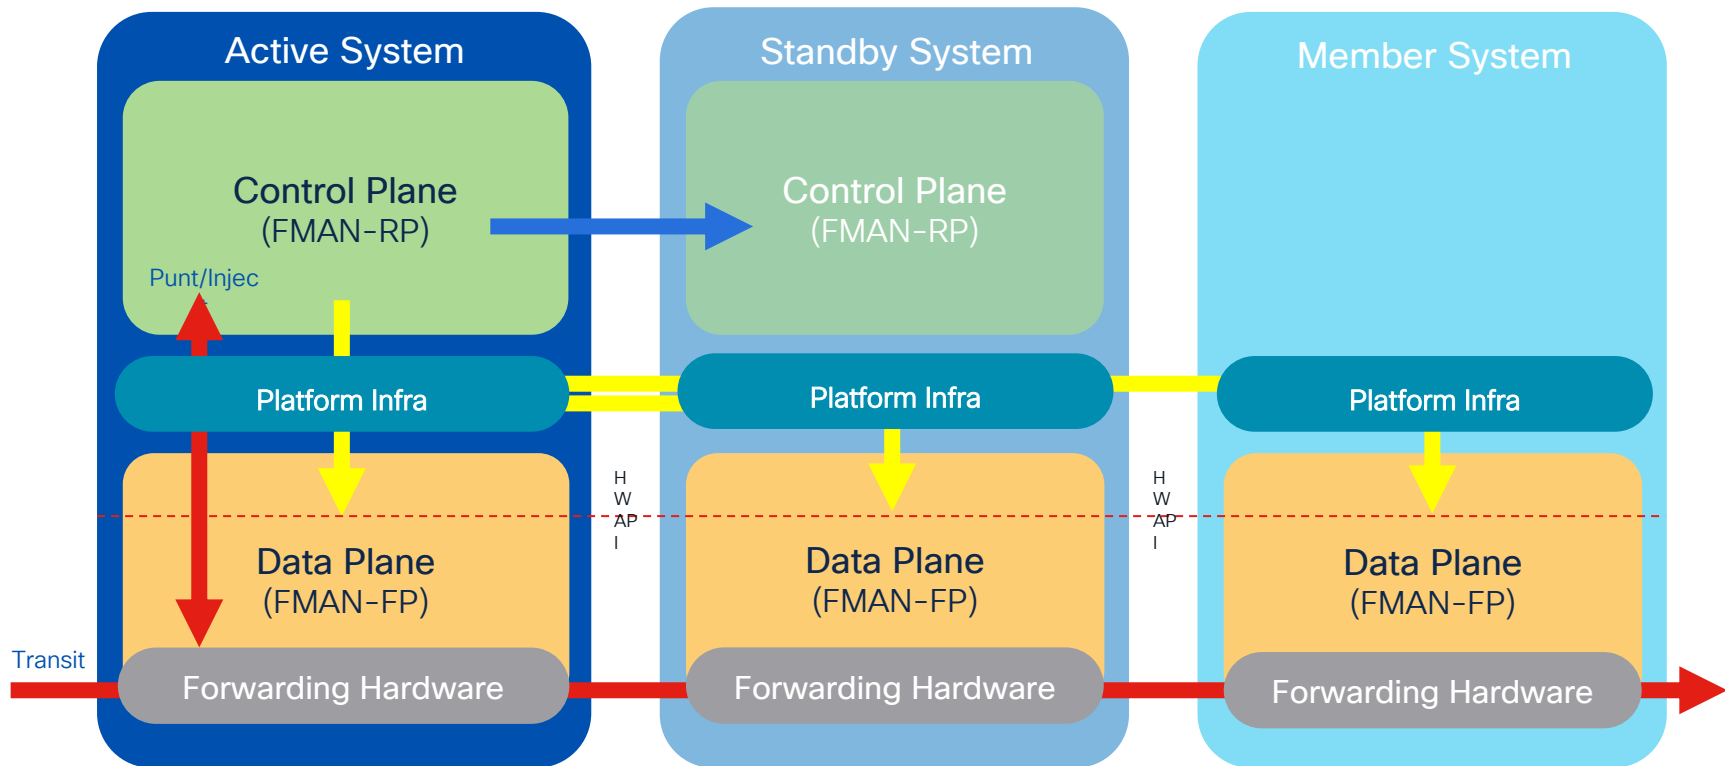 Active System
Standby System
Member System
Control Plane
(FMAN-RP)
Control Plane
(FMAN-RP)
Punt/Injec
Platform Infra
Platform Infra
Platform Infra
H
W
AP
I
H
W
AP
I
Data Plane
(FMAN-FP)
Data Plane
(FMAN-FP)
Data Plane
(FMAN-FP)
Transit
Forwarding Hardware
Forwarding Hardware
Forwarding Hardware